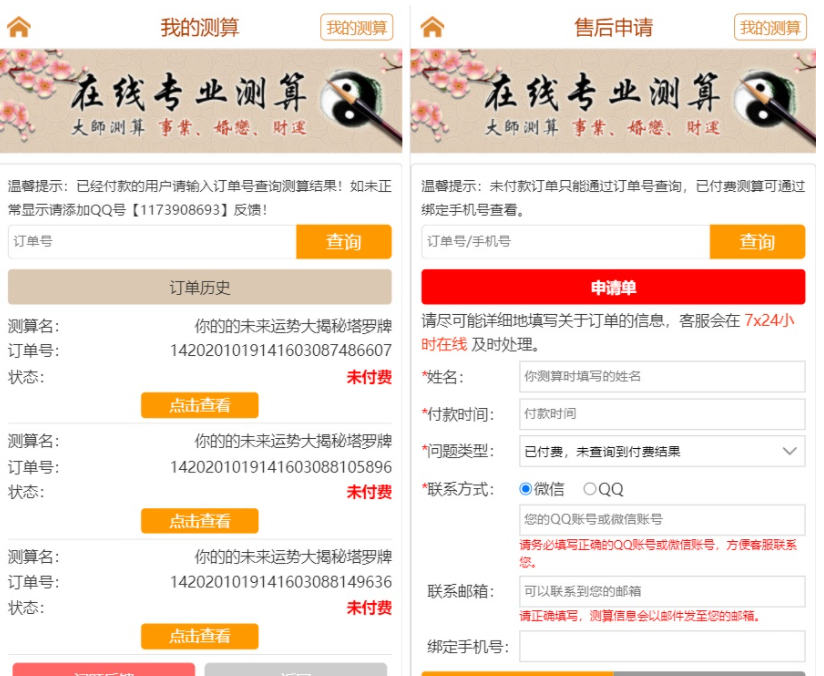 我的测算
我的测算
在线专业测算
大師测算 事業、婚戀、财運
温馨提示：已经付款的用户请输入订单号查询测算结果！如未正
常显示请添加QQ号【1173908693】反馈！
订单号
查询
订单历史
测算名：
你的的未来运势大揭秘塔罗牌
订单号：
1420201019141603087486607
状态：
未付费
点击查看
测算名：
你的的未来运势大揭秘塔罗牌
订单号：
1420201019141603088105896
状态：
未付费
点击查看
测算名：
你的的未来运势大揭秘塔罗牌
订单号：
1420201019141603088149636
状态：
未付费
点击查看
售后申请
我的测算
在线专业测算
大師测算 事業、婚戀、财運
温馨提示：未付款订单只能通过订单号查询，已付费测算可通过
绑定手机号查看。
订单号/手机号
查询
申请单
请尽可能详细地填写关于订单的信息，客服会在 7x24小
时在线 及时处理。
*姓名：
你测算时填写的姓名
*付款时间：
付款时间
*问题类型：
已付费，未查询到付费结果
*联系方式：
微信
QQ
您的QQ账号或微信账号
请务必填写正确的QQ账号或微信账号，方便客服联系
您。
联系邮箱：
可以联系到您的邮箱
请正确填写，测算信息会以邮件发至您的邮箱。
绑定手机号：